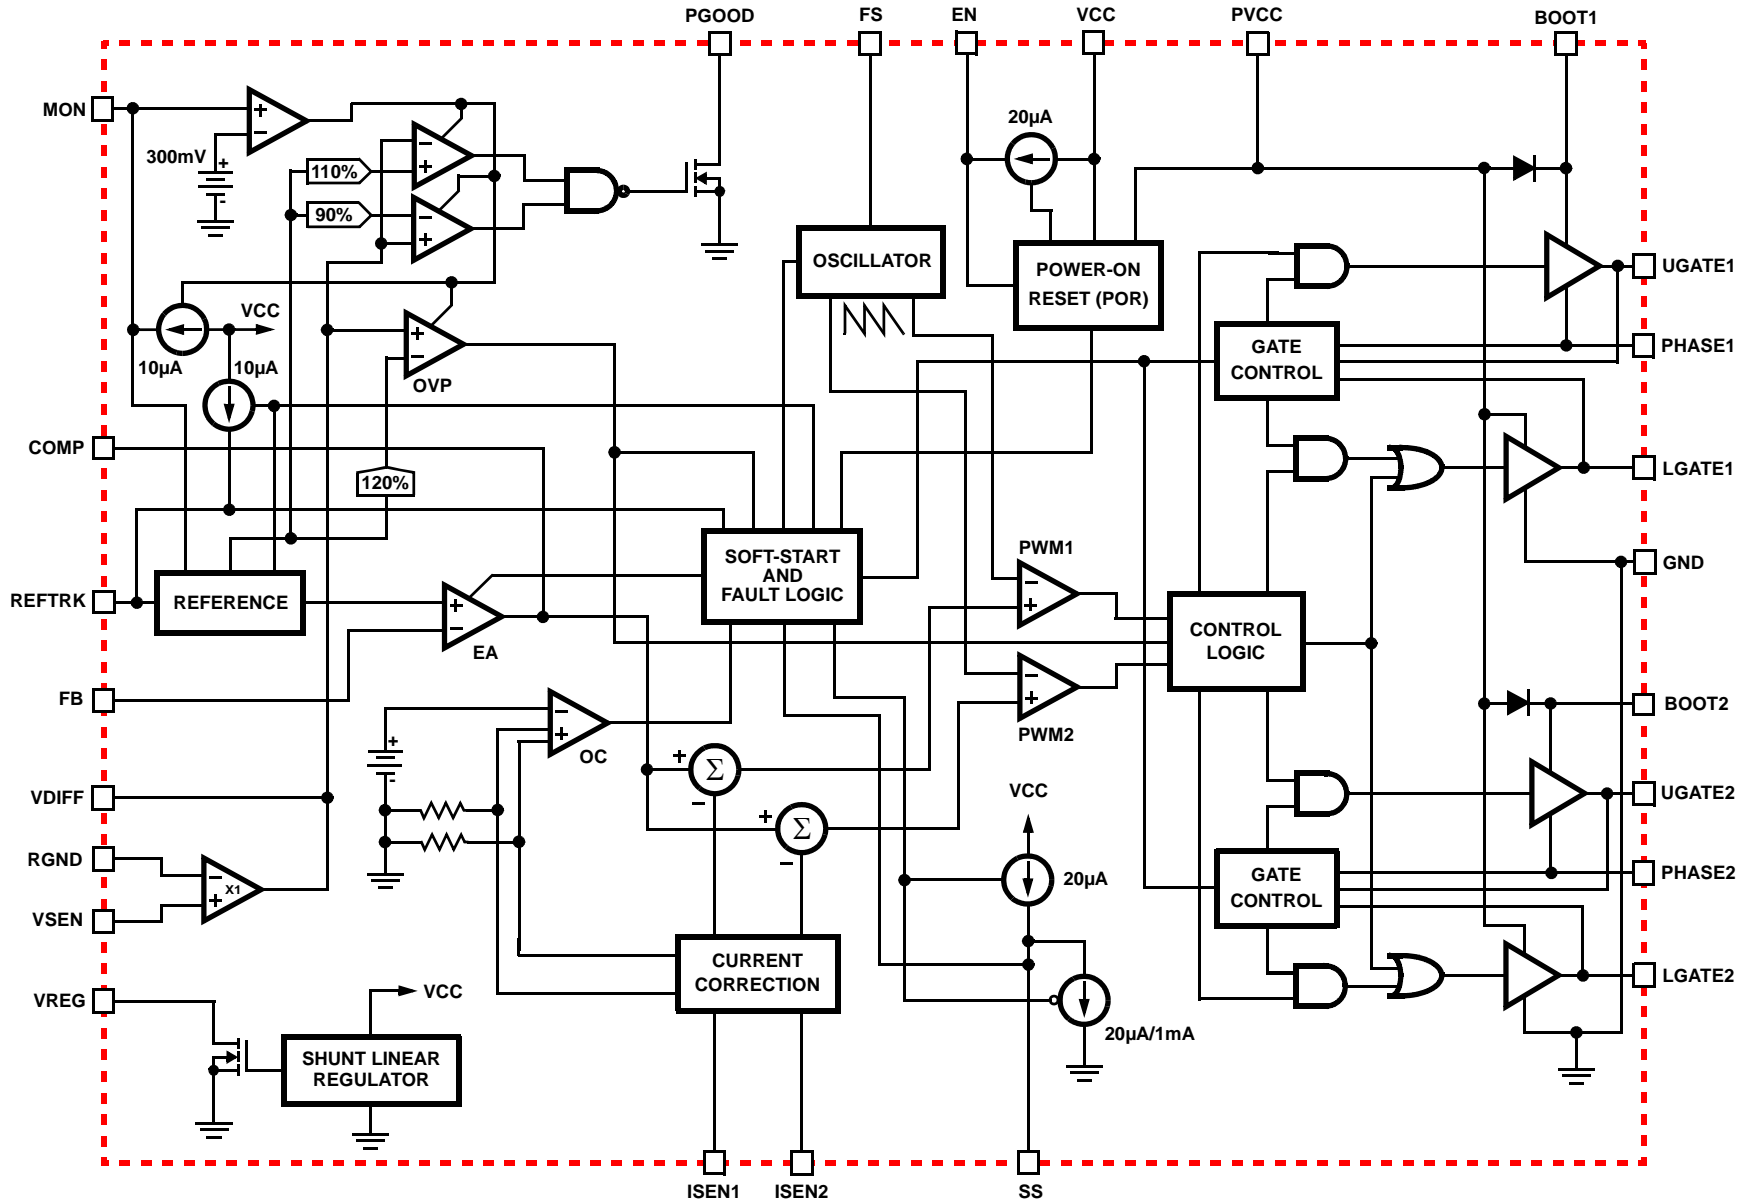 PGOOD FS EN VCC PVCC BOOT1
MON
+
−
300mV
+
-
110%
90%
−
+
−
+
20µA
OSCILLATOR
POWER-ON
RESET (POR)
UGATE1
VCC
10µA
10µA
+
−
OVP
GATE
CONTROL
PHASE1
COMP
120%
LGATE1
REFTRK
REFERENCE
+
−
EA
SOFT-START
AND
FAULT LOGIC
PWM1
−
+
GND
CONTROL
LOGIC
−
+
PWM2
FB
−
+
OC
+
-
BOOT2
+
Σ
−
+
Σ
−
VDIFF
VCC
UGATE2
RGND
−
+
X1
VSEN
20µA
GATE
CONTROL
PHASE2
CURRENT
CORRECTION
VREG
VCC
LGATE2
20µA/1mA
SHUNT LINEAR
REGULATOR
ISEN1 ISEN2 SS